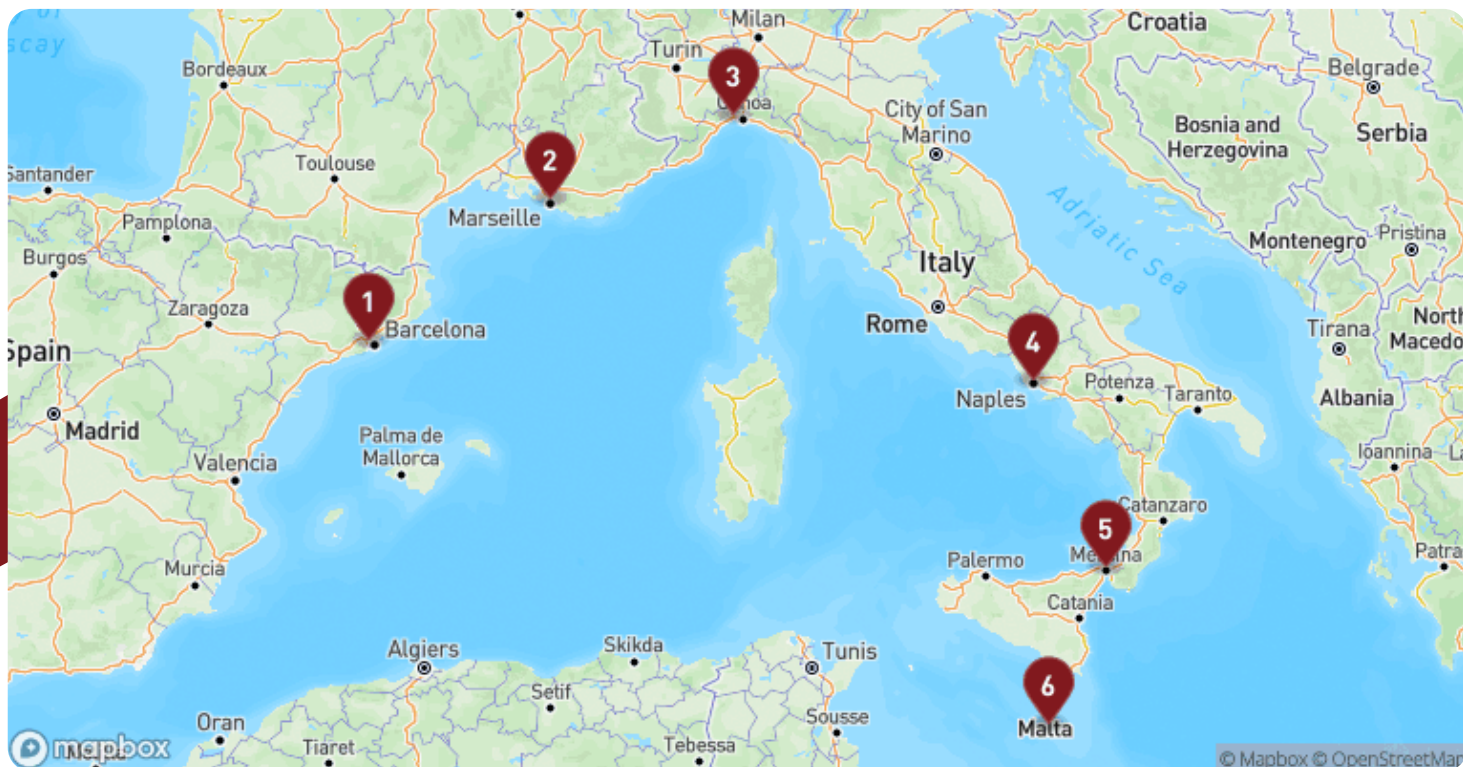 Milan
Croatia
scay
Turin
Bordeaux
Belgrade
3
City of San
Marino
Bosnia and
Herzegovina
Serbia
Toulouse
2
Santander
Marseille
Pamplona
Adriatic Sea
Montenegro
Pristina
Burgos
Italy
1
Zaragoza
Barcelona
Rome
North
Macedo
Tirana
Spain
4
Naples
Potenza
Taranto
Albania
Madrid
Palma de
Mallorca
Valencia
Ioannina
La
Catanzaro
5
Palermo
Patra
Murcia
Catania
Algiers
Skikda
Tunis
6
Setif
Malta
Oran
Sousse
mapbox
Tiaret
Tebessa
© Mapbox © OpenStreetMap